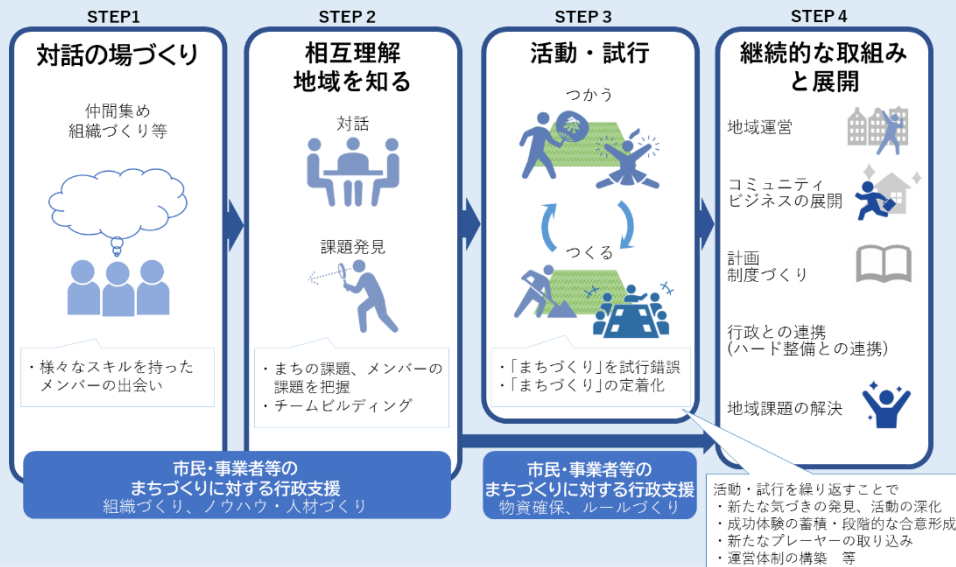 STEP1
対話の場づくり
仲間集め
組織づくり等
・様々なスキルを持った
メンバーの出会い
STEP 2
相互理解
地域を知る
対話
課題発見
・まちの課題、メンバーの
課題を把握
・チームビルディング
市民・事業者等の
まちづくりに対する行政支援
組織づくり、ノウハウ・人材づくり
STEP 3
活動・試行
つかう
つくる
・「まちづくり」を試行錯誤
・「まちづくり」の定着化
市民・事業者等の
まちづくりに対する行政支援
物資確保、ルールづくり
STEP 4
継続的な取組み
と展開
地域運営
コミュニティ
ビジネスの展開
計画
制度づくり
行政との連携
(ハード整備との連携)
地域課題の解決
活動・試行を繰り返すことで
・新たな気づきの発見、活動の深化
・成功体験の蓄積・段階的な合意形成
・新たなプレーヤーの取り込み
・運営体制の構築　等